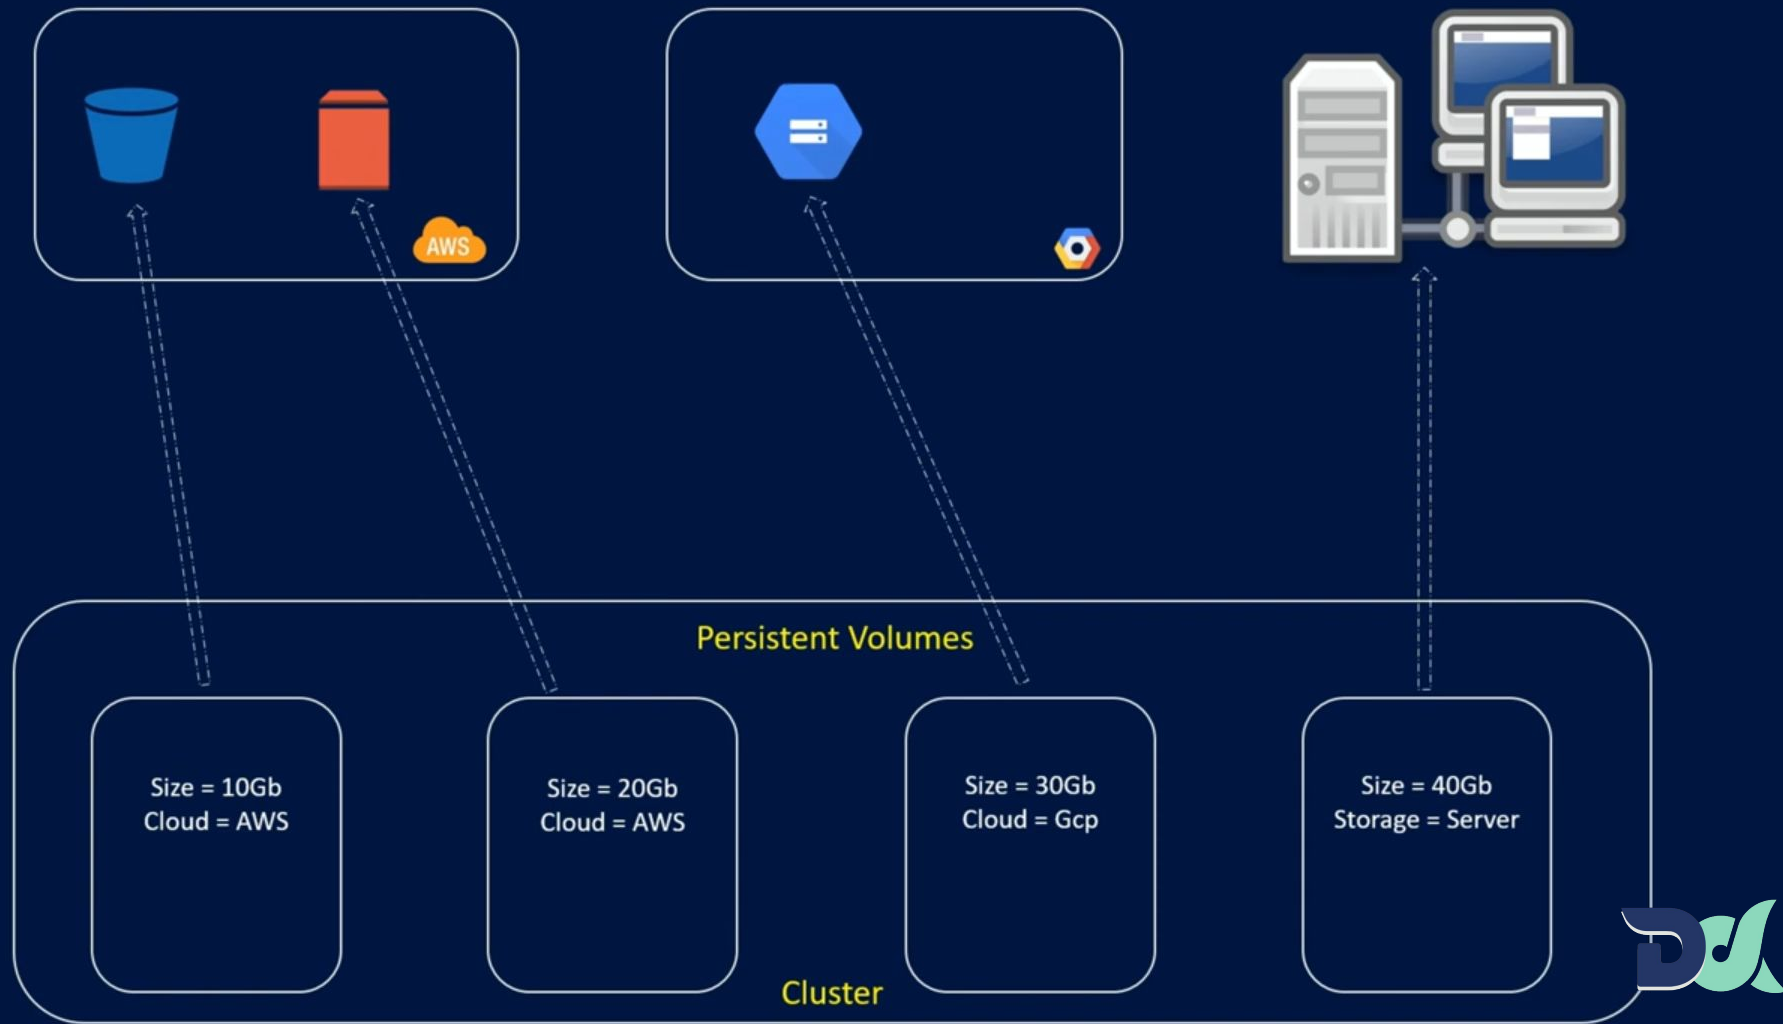 AWS
Persistent Volumes
Size = 10Gb
Cloud = AWS
Size = 20Gb
Cloud = AWS
Size = 30Gb
Cloud = Gcp
Size = 40Gb
Storage = Server
Cluster